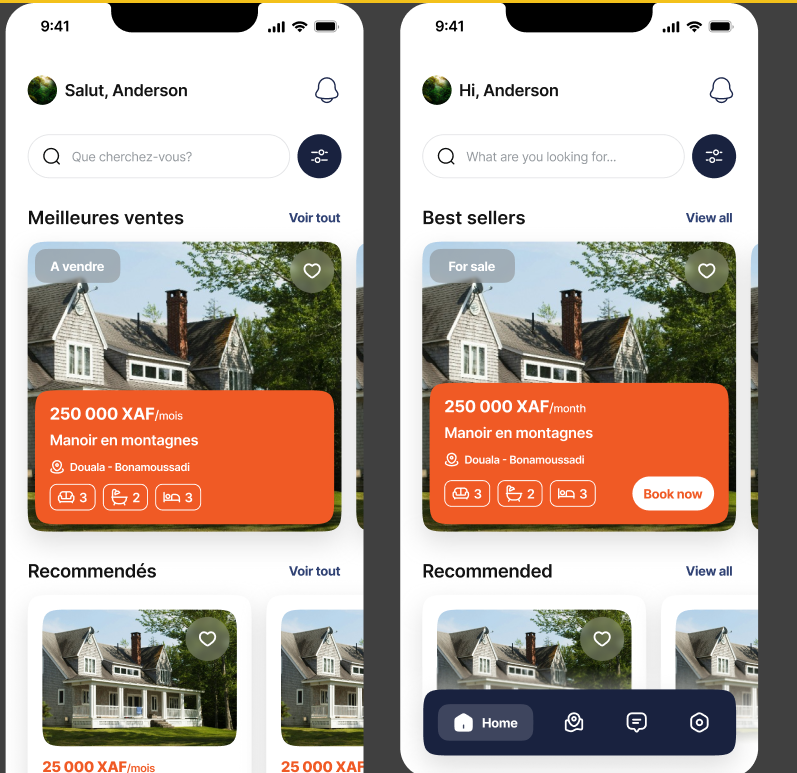 9:41
Salut, Anderson
Que cherchez-vous?
Meilleures ventes
Voir tout
A vendre
250 000 XAF/mois
Manoir en montagnes
Douala - Bonamoussadi
3
2
3
Recommendés
Voir tout
25 000 XAF/mois
25 000 XAF
9:41
Hi, Anderson
What are you looking for...
Best sellers
View all
For sale
250 000 XAF/month
Manoir en montagnes
Douala - Bonamoussadi
3
2
3
Book now
Recommended
View all
Home